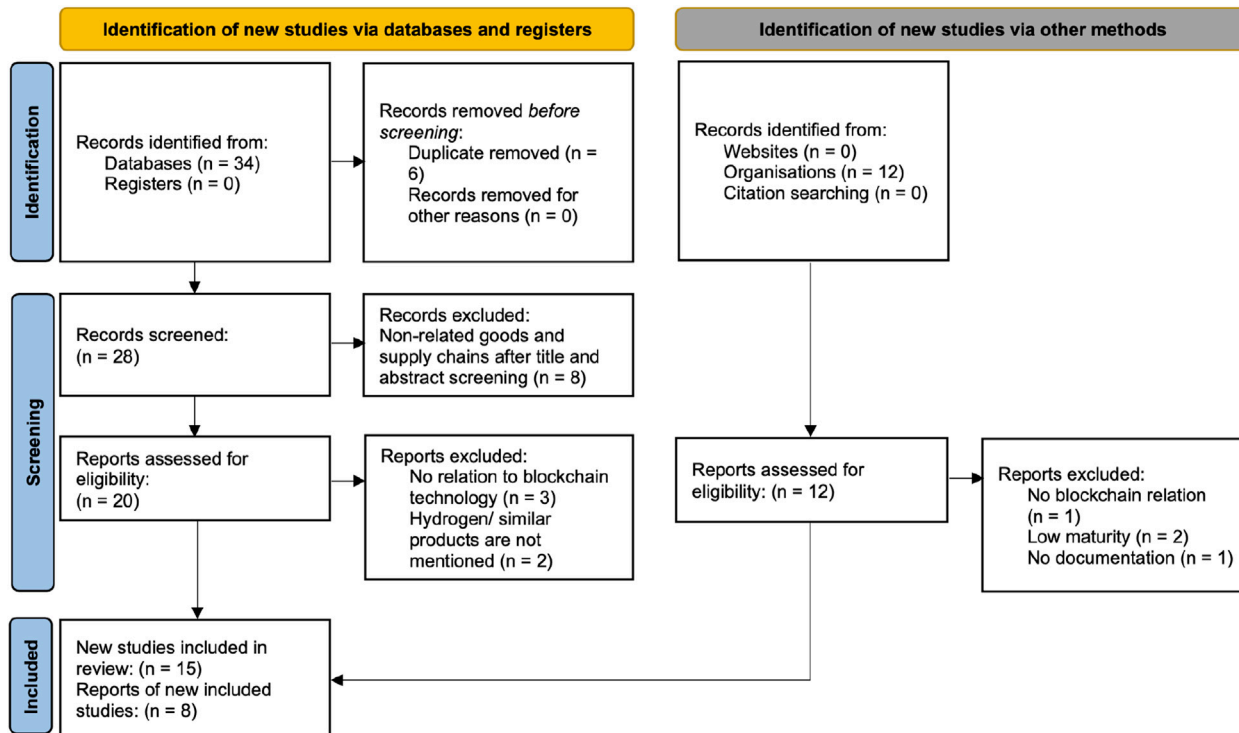 Identification of new studies via databases and registers
Identification of new studies via other methods
Identification
Records identified from:
Databases (n = 34)
Registers (n = 0)
Records removed before
screening:
Duplicate removed (n =
6)
Records removed for
other reasons (n = 0)
Records identified from:
Websites (n = 0)
Organisations (n = 12)
Citation searching (n = 0)
Screening
Records screened:
(n = 28)
Records excluded:
Non-related goods and
supply chains after title and
abstract screening (n = 8)
Reports assessed for
eligibility:
(n = 20)
Reports excluded:
No relation to blockchain
technology (n = 3)
Hydrogen/ similar
products are not
mentioned (n = 2)
Reports assessed for
eligibility: (n = 12)
Reports excluded:
No blockchain relation
(n = 1)
Low maturity (n = 2)
No documentation (n = 1)
Included
New studies included in
review: (n = 15)
Reports of new included
studies: (n = 8)